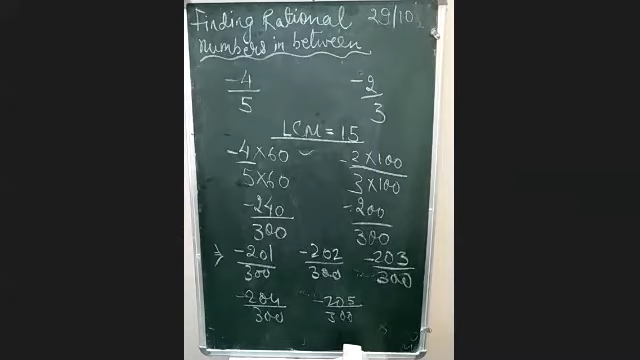 Finding Rational 29/10
numbers in between
-4/5 -2/3
LCM = 15
-4×60/5×60 -2×100/3×100
-240/300 -200/300
⇒ -201/300 -202/300 -203/300
-204/300 -205/300